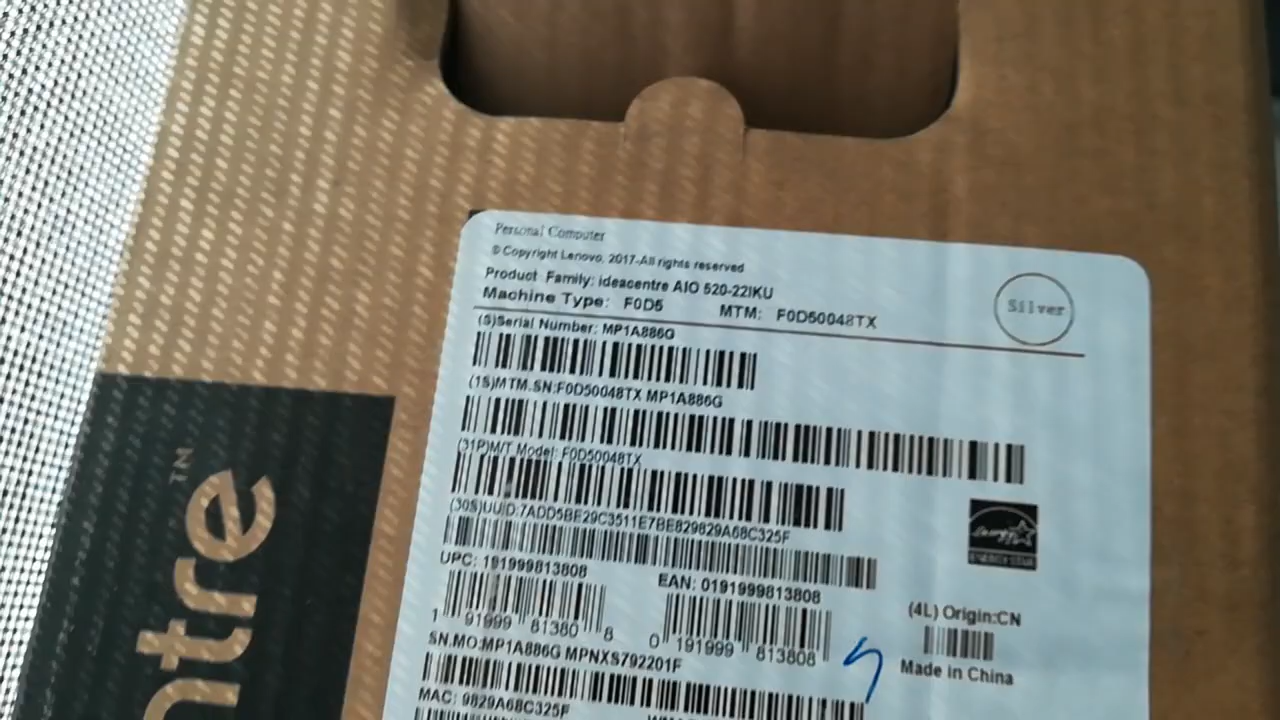 Personal Computer
© Copyright Lenovo, 2017-All rights reserved
Product Family: ideacentre AIO 520-22IKU
Machine Type: F0D5 MTM: F0D50048TX
Silver
(S)Serial Number: MP1A886G
(1S)MTM.SN:F0D50048TX MP1A886G
(31P)M/T Model: F0D50048TX
(30S)UUID:7ADD5BE29C3511E7BE829829A68C325F
UPC: 191999813808
EAN: 0191999813808
1 91999 81380 8
0 191999 813808
(4L) Origin:CN
Made in China
SN.MO:MP1A886G MPNXS792201F
MAC: 9829A68C325F
ntre™